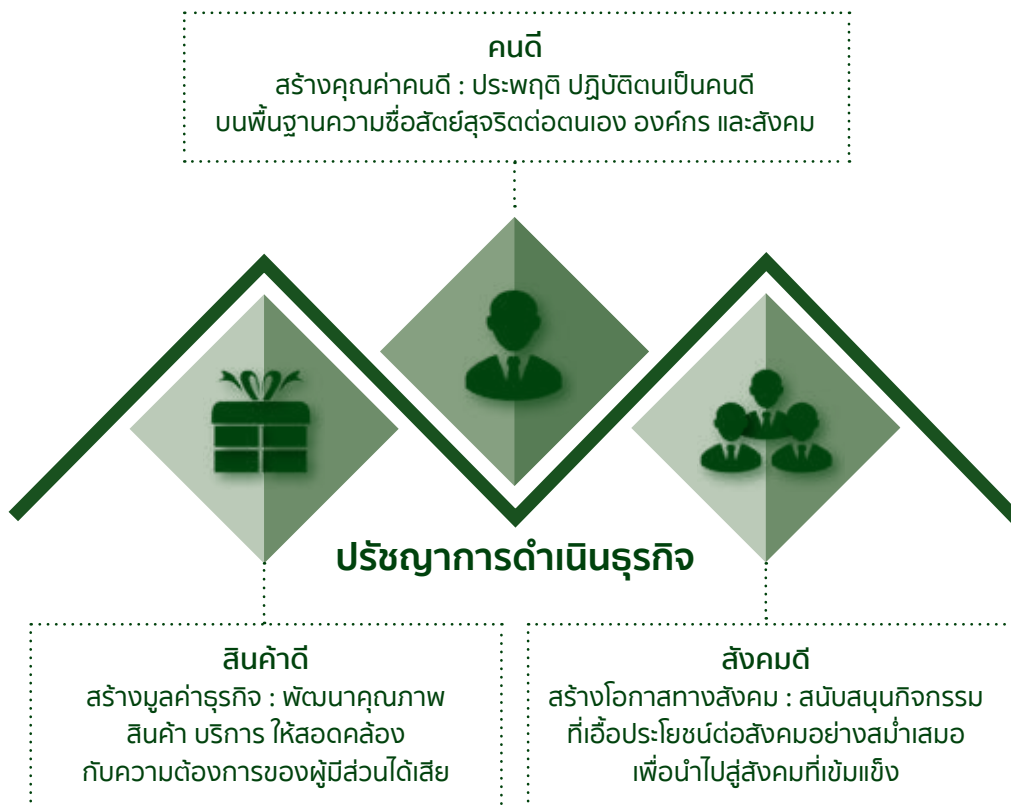 คนดี
สร้างคุณค่าคนดี : ประพฤติ ปฏิบัติตนเป็นคนดี
บนพื้นฐานความซื่อสัตย์สุจริตต่อตนเอง องค์กร และสังคม
ปรัชญาการดำเนินธุรกิจ
สินค้าดี
สร้างมูลค่าธุรกิจ : พัฒนาคุณภาพ
สินค้า บริการ ให้สอดคล้อง
กับความต้องการของผู้มีส่วนได้เสีย
สังคมดี
สร้างโอกาสทางสังคม : สนับสนุนกิจกรรม
ที่เอื้อประโยชน์ต่อสังคมอย่างสม่ำเสมอ
เพื่อนำไปสู่สังคมที่เข้มแข็ง